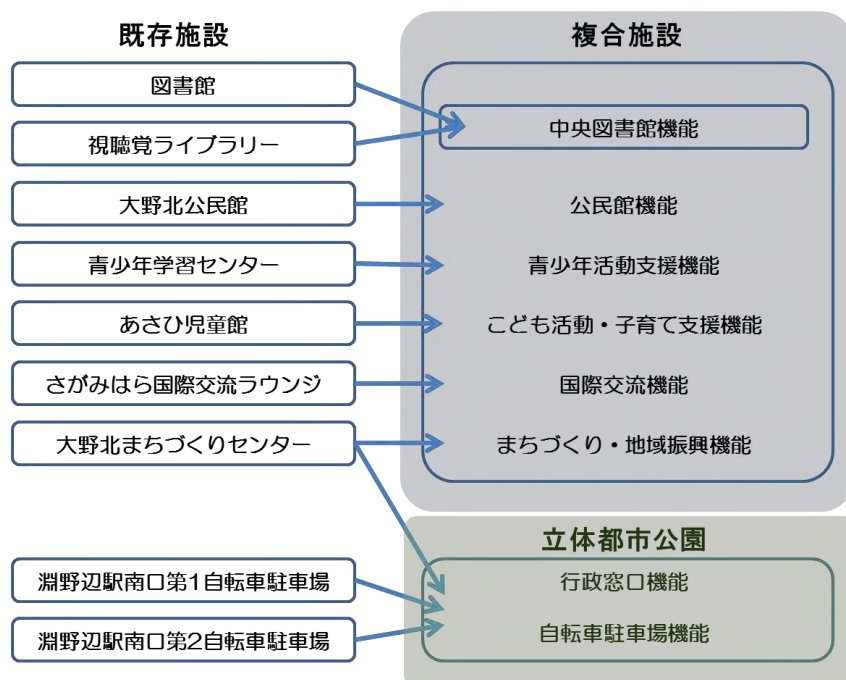 既存施設
複合施設
図書館
視聴覚ライブラリー
中央図書館機能
大野北公民館
公民館機能
青少年学習センター
青少年活動支援機能
あさひ児童館
こども活動・子育て支援機能
さがみはら国際交流ラウンジ
国際交流機能
大野北まちづくりセンター
まちづくり・地域振興機能
立体都市公園
淵野辺駅南口第1自転車駐車場
行政窓口機能
淵野辺駅南口第2自転車駐車場
自転車駐車場機能